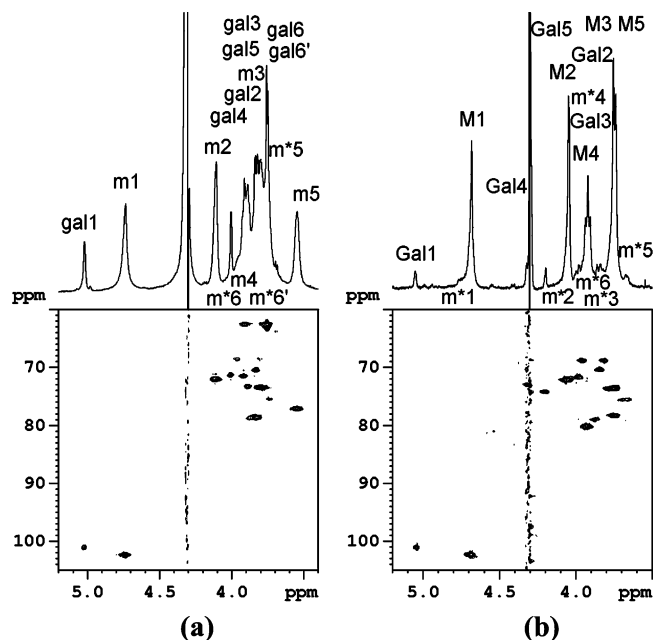 gal3
gal5 gal6
m3 gal6'
gal2
gal4
m2
m*5
m1
m5
gal1
m4
m*6 m*6'
ppm
70
80
90
100
5.0 4.5 4.0 ppm
(a)
M3 M5
Gal5
Gal2
M2
m*4
M1
Gal3
M4
Gal4
Gal1
m*5
m*1 m*2 m*6
m*3
ppm
70
80
90
100
5.0 4.5 4.0 ppm
(b)